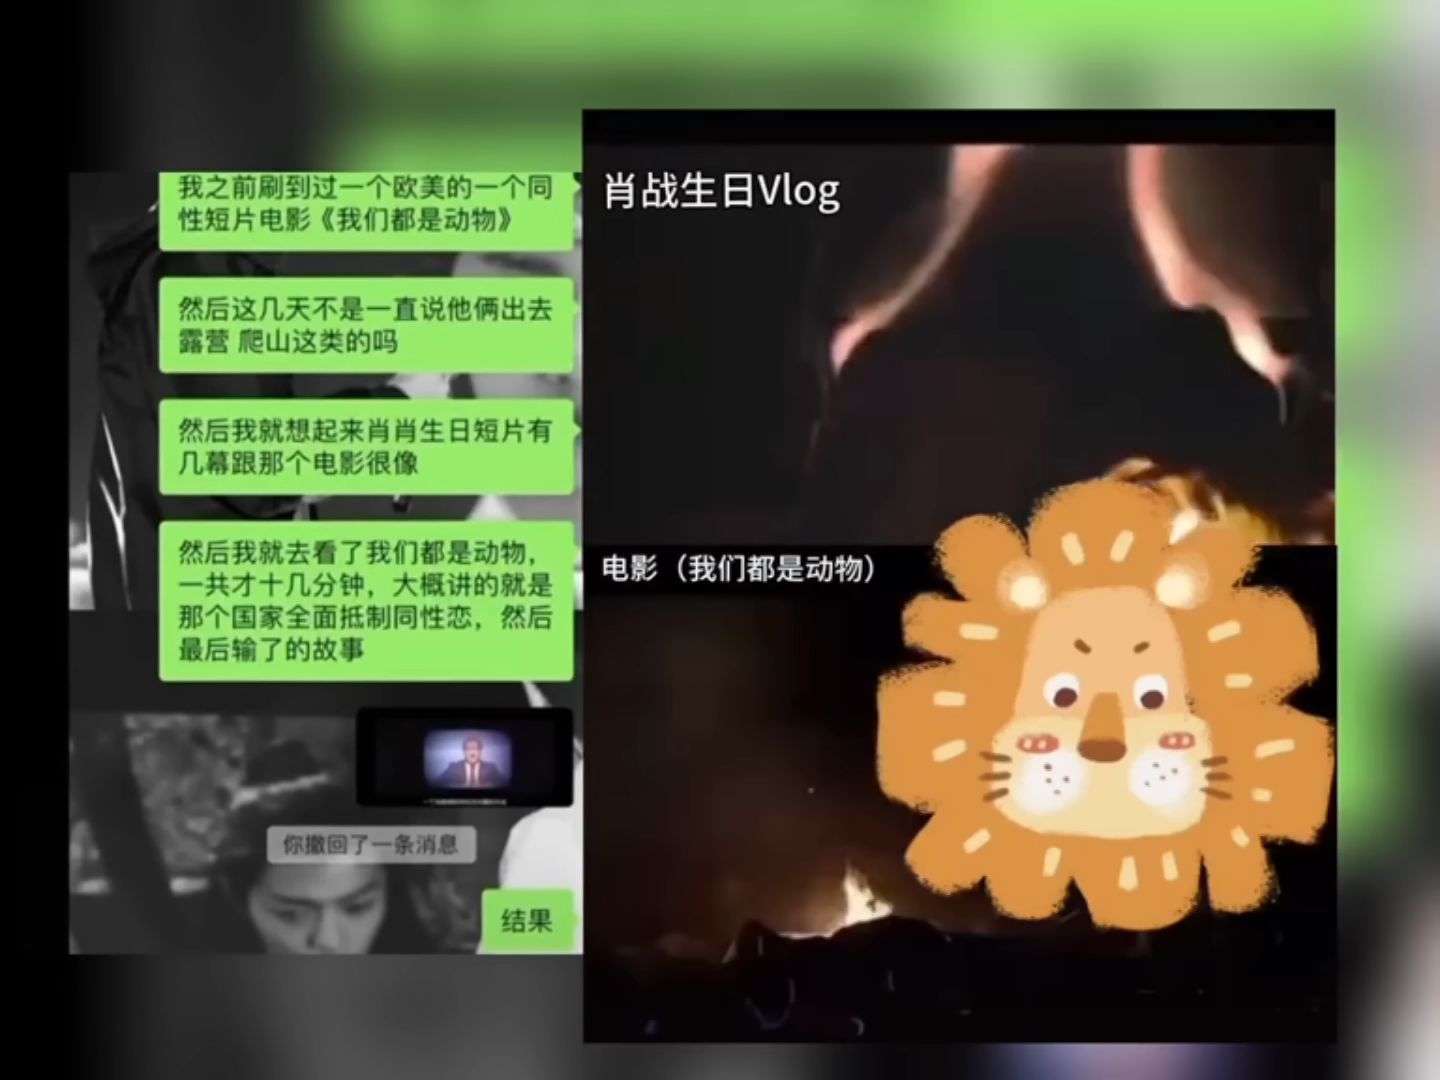 我之前刷到过一个欧美的一个同
性短片电影《我们都是动物》
然后这几天不是一直说他俩出去
露营 爬山这类的吗
然后我就想起来肖肖生日短片有
几幕跟那个电影很像
然后我就去看了我们都是动物，
一共才十几分钟，大概讲的就是
那个国家全面抵制同性恋，然后
最后输了的故事
你撤回了一条消息
结果
肖战生日Vlog
电影（我们都是动物）